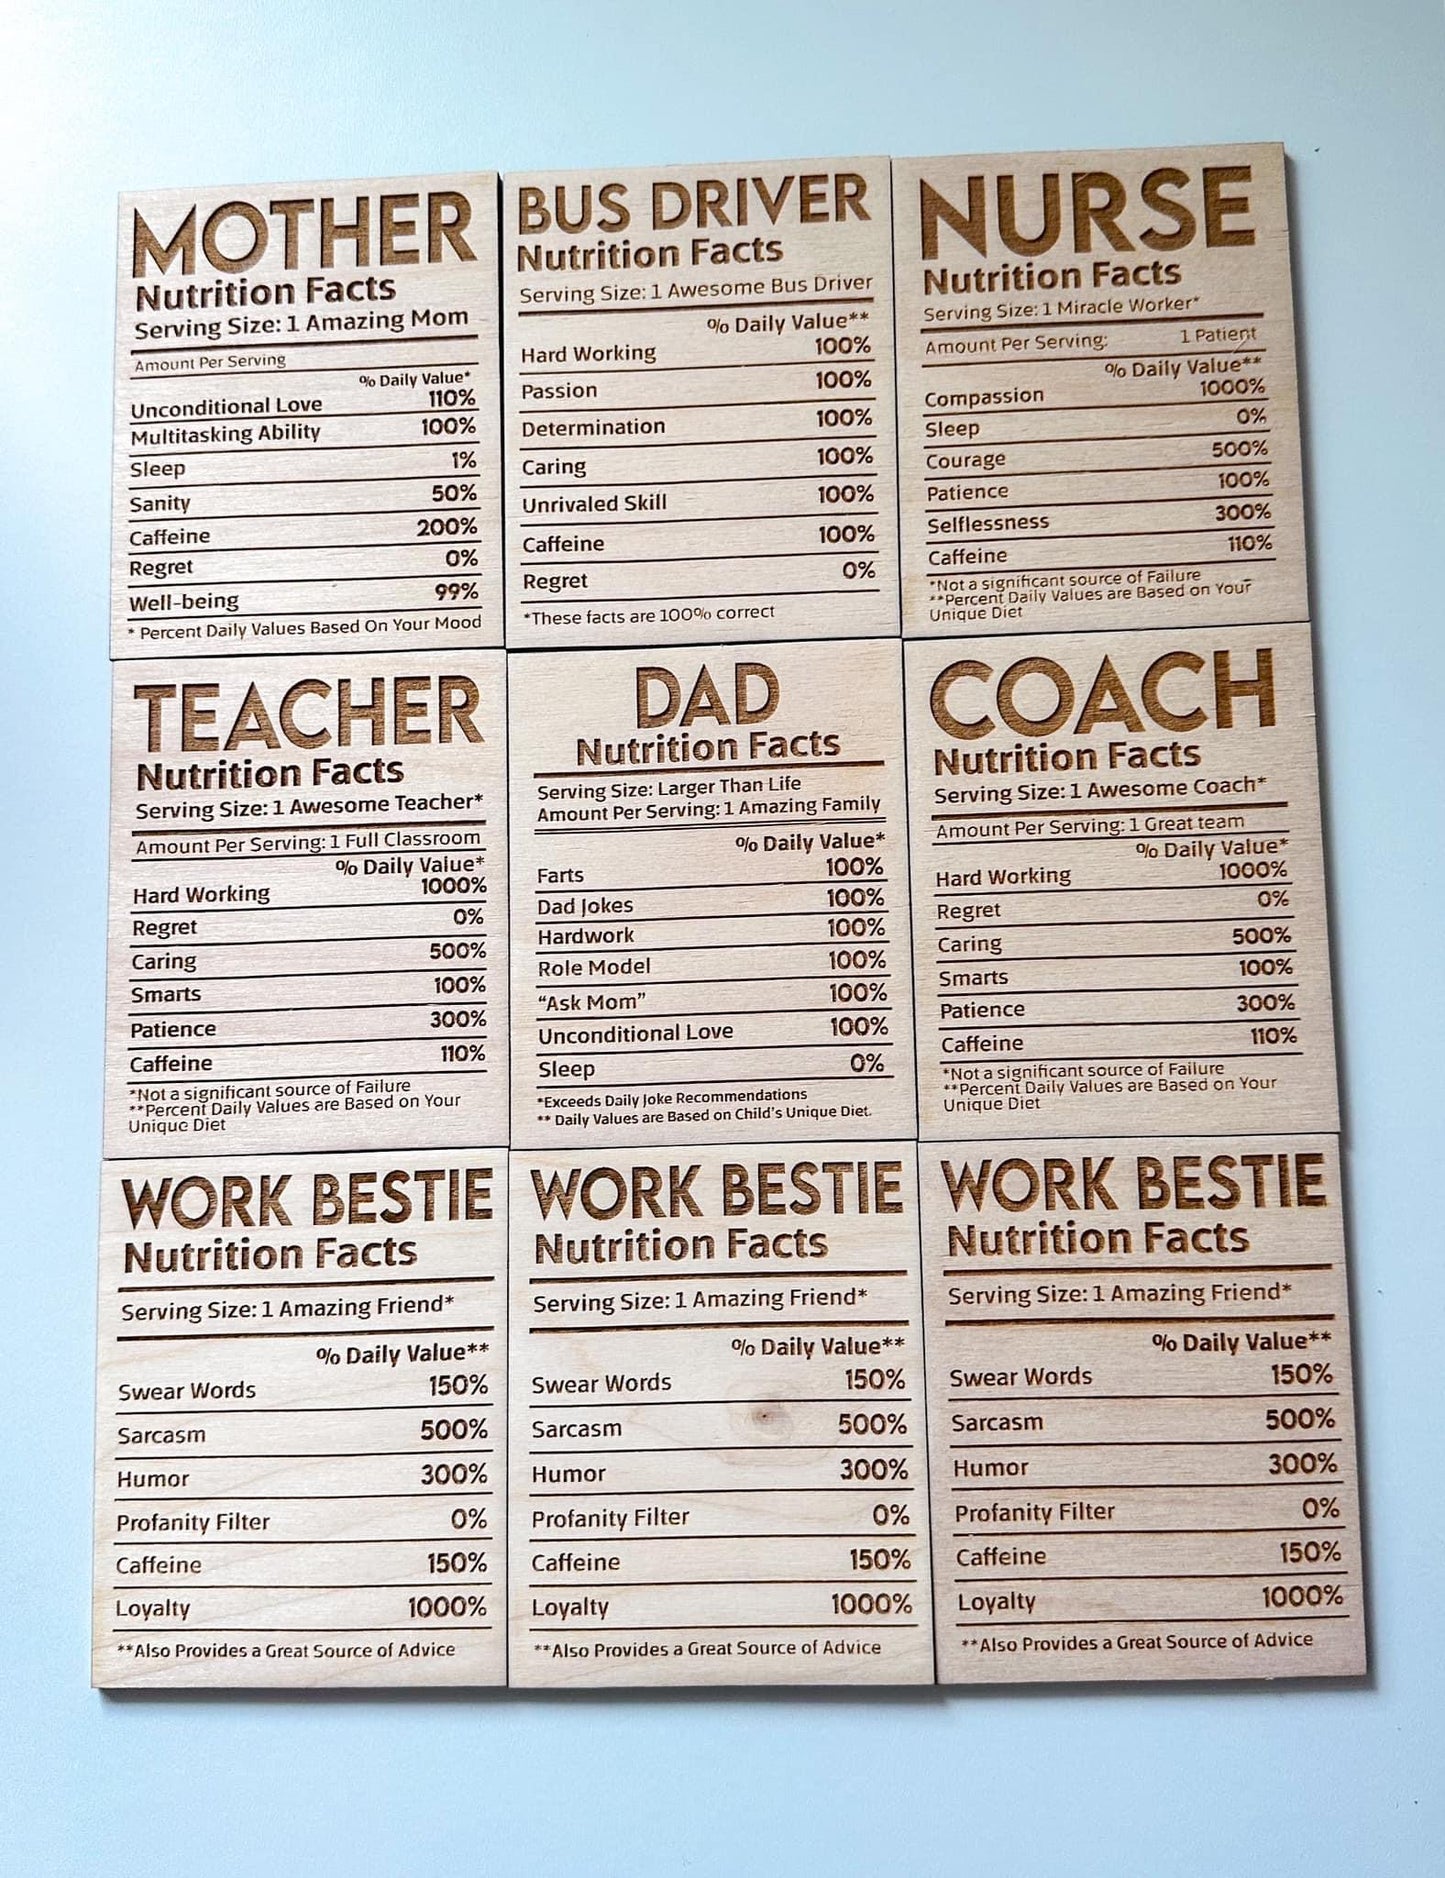 MOTHER
Nutrition Facts
Serving Size: 1 Amazing Mom
Amount Per Serving
% Daily Value*
Unconditional Love 110%
Multitasking Ability 100%
Sleep 1%
Sanity 50%
Caffeine 200%
Regret 0%
Well-being 99%
* Percent Daily Values Based On Your Mood
BUS DRIVER
Nutrition Facts
Serving Size: 1 Awesome Bus Driver
% Daily Value**
Hard Working 100%
Passion 100%
Determination 100%
Caring 100%
Unrivaled Skill 100%
Caffeine 100%
Regret 0%
*These facts are 100% correct
NURSE
Nutrition Facts
Serving Size: 1 Miracle Worker*
Amount Per Serving: 1 Patient
% Daily Value**
Compassion 1000%
Sleep 0%
Courage 500%
Patience 100%
Selflessness 300%
Caffeine 110%
*Not a significant source of Failure
**Percent Daily Values are Based on Your
Unique Diet
TEACHER
Nutrition Facts
Serving Size: 1 Awesome Teacher*
Amount Per Serving: 1 Full Classroom
% Daily Value*
Hard Working 1000%
Regret 0%
Caring 500%
Smarts 100%
Patience 300%
Caffeine 110%
*Not a significant source of Failure
**Percent Daily Values are Based on Your
Unique Diet
DAD
Nutrition Facts
Serving Size: Larger Than Life
Amount Per Serving: 1 Amazing Family
% Daily Value*
Farts 100%
Dad Jokes 100%
Hardwork 100%
Role Model 100%
“Ask Mom” 100%
Unconditional Love 100%
Sleep 0%
*Exceeds Daily Joke Recommendations
** Daily Values are Based on Child's Unique Diet.
COACH
Nutrition Facts
Serving Size: 1 Awesome Coach*
Amount Per Serving: 1 Great team
% Daily Value*
Hard Working 1000%
Regret 0%
Caring 500%
Smarts 100%
Patience 300%
Caffeine 110%
*Not a significant source of Failure
**Percent Daily Values are Based on Your
Unique Diet
WORK BESTIE
Nutrition Facts
Serving Size: 1 Amazing Friend*
% Daily Value**
Swear Words 150%
Sarcasm 500%
Humor 300%
Profanity Filter 0%
Caffeine 150%
Loyalty 1000%
**Also Provides a Great Source of Advice
WORK BESTIE
Nutrition Facts
Serving Size: 1 Amazing Friend*
% Daily Value**
Swear Words 150%
Sarcasm 500%
Humor 300%
Profanity Filter 0%
Caffeine 150%
Loyalty 1000%
**Also Provides a Great Source of Advice
WORK BESTIE
Nutrition Facts
Serving Size: 1 Amazing Friend*
% Daily Value**
Swear Words 150%
Sarcasm 500%
Humor 300%
Profanity Filter 0%
Caffeine 150%
Loyalty 1000%
**Also Provides a Great Source of Advice